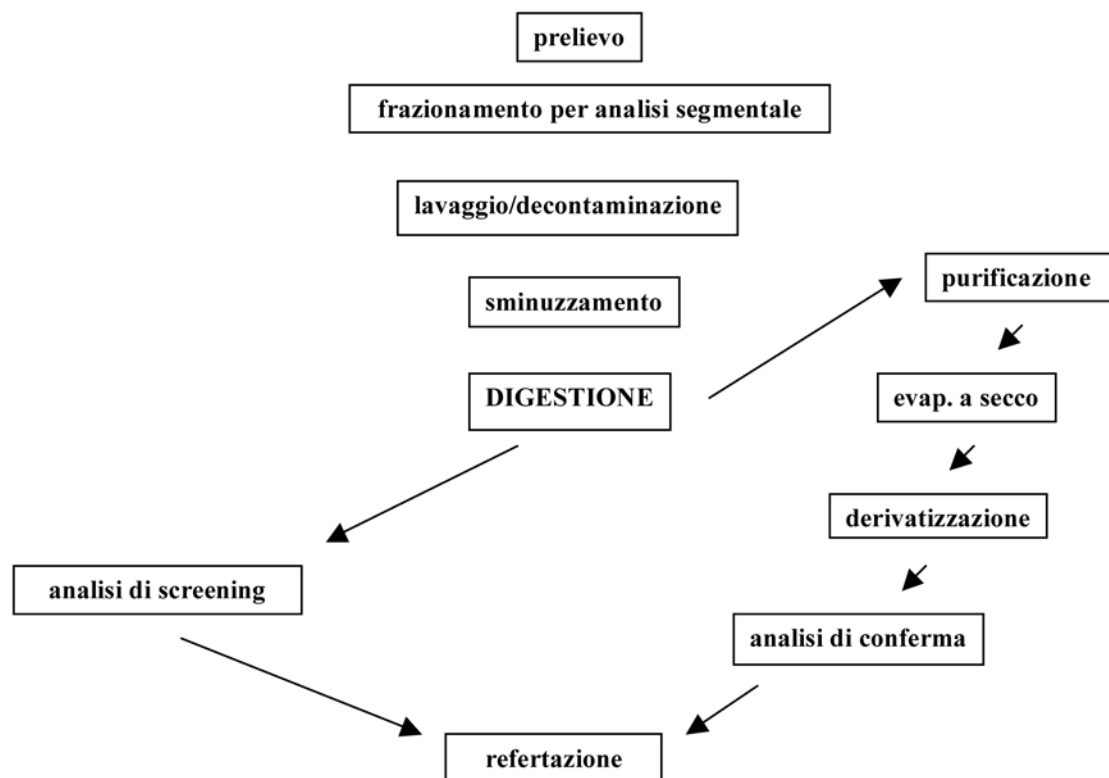 prelievo
frazionamento per analisi segmentale
lavaggio/decontaminazione
purificazione
sminuzzamento
evap. a secco
DIGESTIONE
derivatizzazione
analisi di screening
analisi di conferma
refertazione